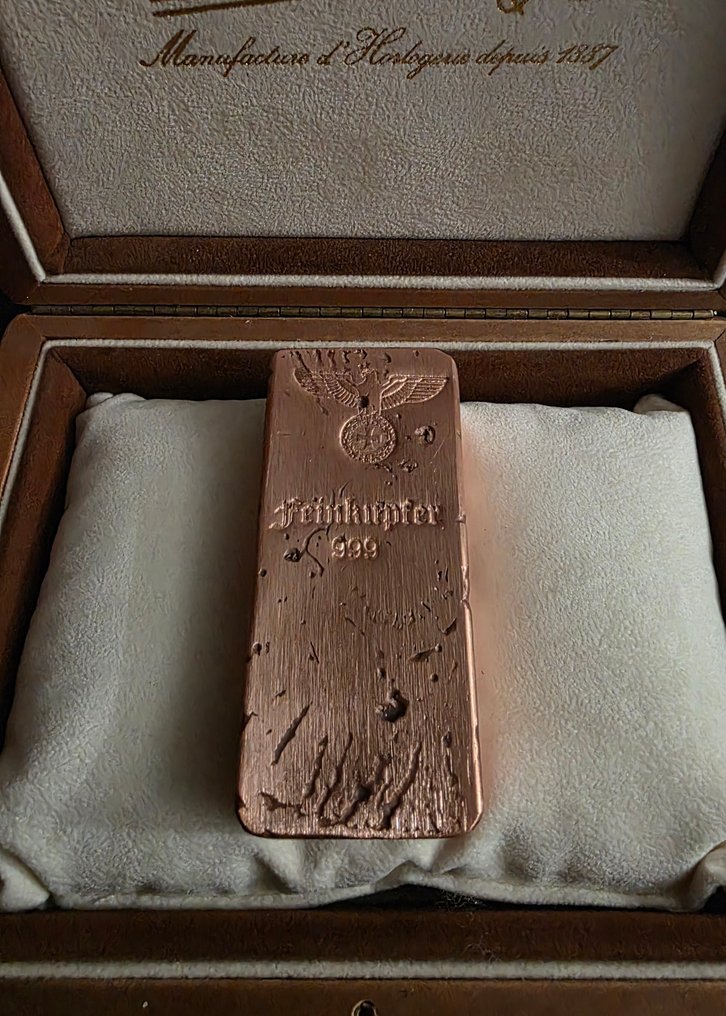 Manufacture d'Horlogerie depuis 1887
Feinkupfer
999